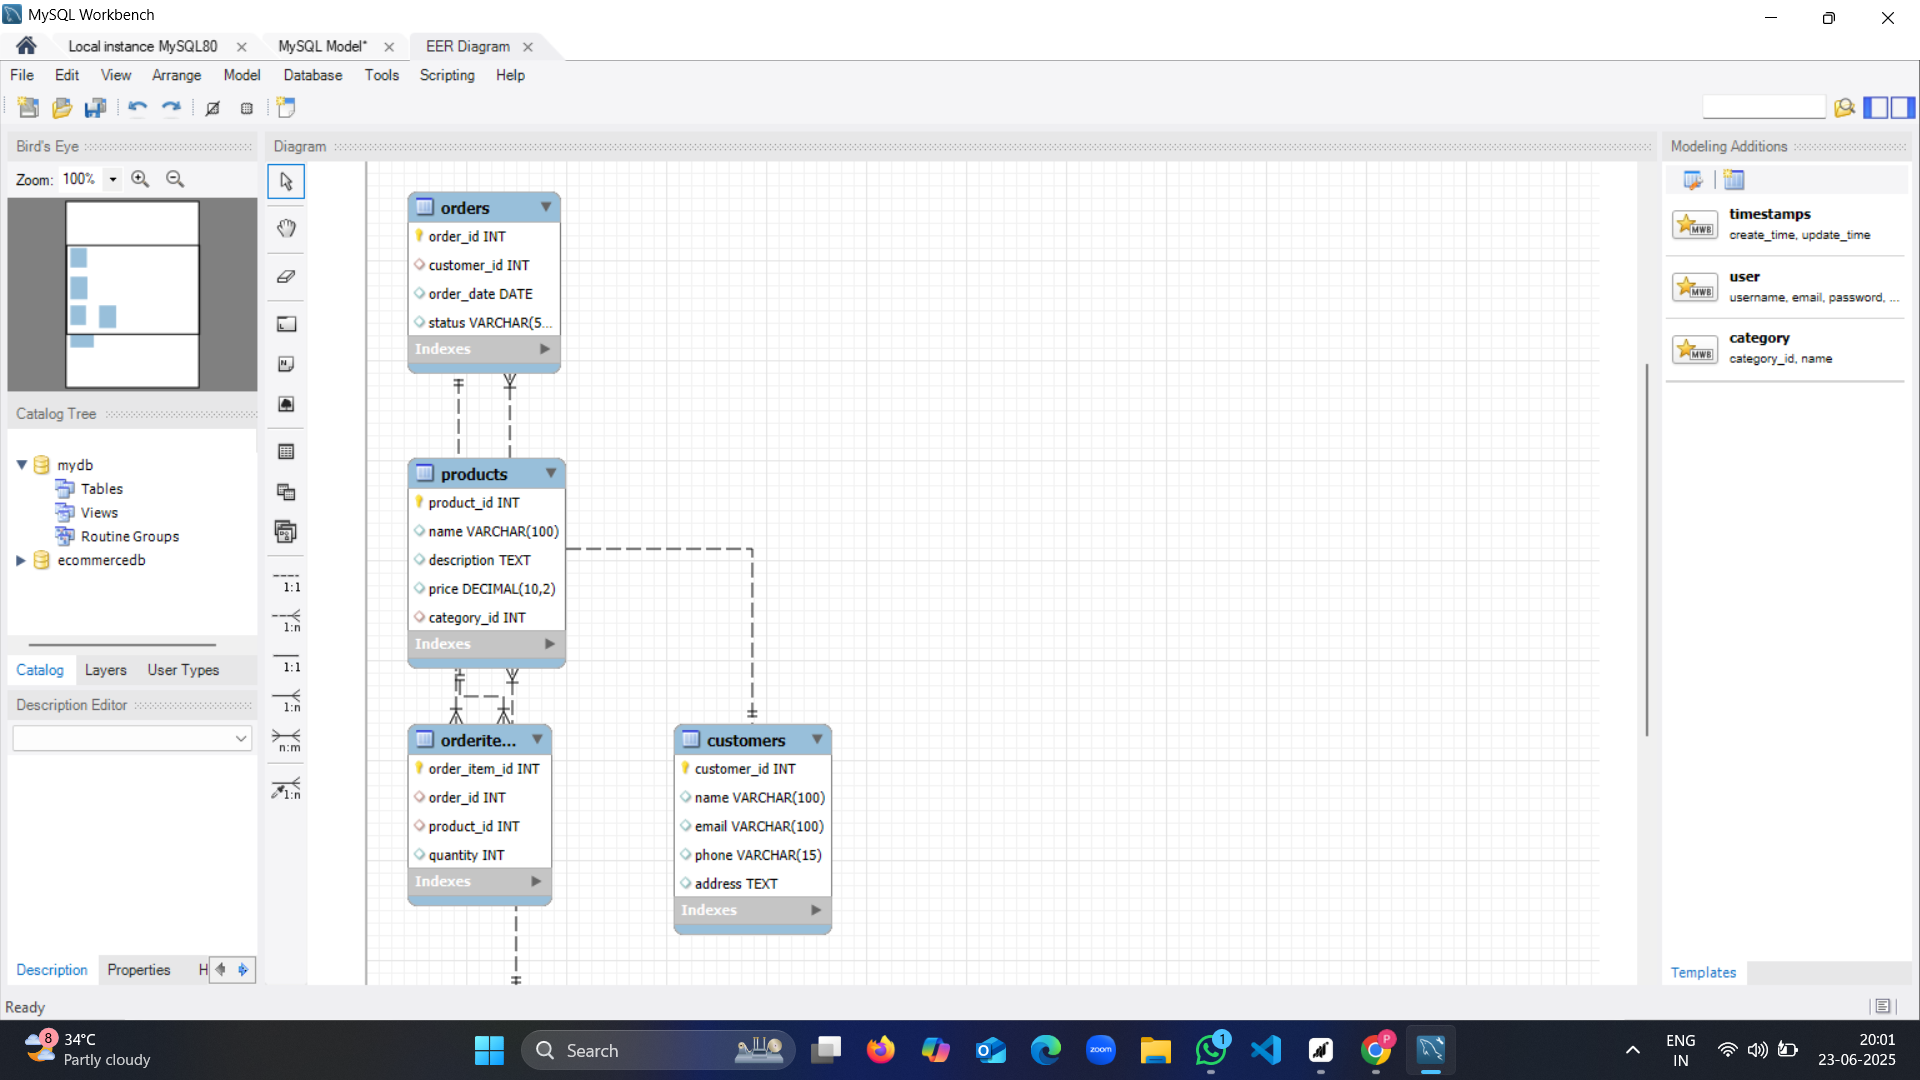 MySQL Workbench
Local instance MySQL80
MySQL Model*
EER Diagram
File Edit View Arrange Model Database Tools Scripting Help
Bird's Eye
Zoom: 100%
Catalog Tree
mydb
Tables
Views
Routine Groups
ecommercedb
Catalog Layers User Types
Description Editor
Description Properties H
Ready
Diagram
1:1
1:n
1:1
1:n
n:m
1:n
orders
order_id INT
customer_id INT
order_date DATE
status VARCHAR(5...
Indexes
products
product_id INT
name VARCHAR(100)
description TEXT
price DECIMAL(10,2)
category_id INT
Indexes
orderite...
order_item_id INT
order_id INT
product_id INT
quantity INT
Indexes
customers
customer_id INT
name VARCHAR(100)
email VARCHAR(100)
phone VARCHAR(15)
address TEXT
Indexes
Modeling Additions
MWB
timestamps
create_time, update_time
MWB
user
username, email, password, ...
MWB
category
category_id, name
Templates
8
34°C
Partly cloudy
Search
zoom
1
P
ENG
IN
20:01
23-06-2025